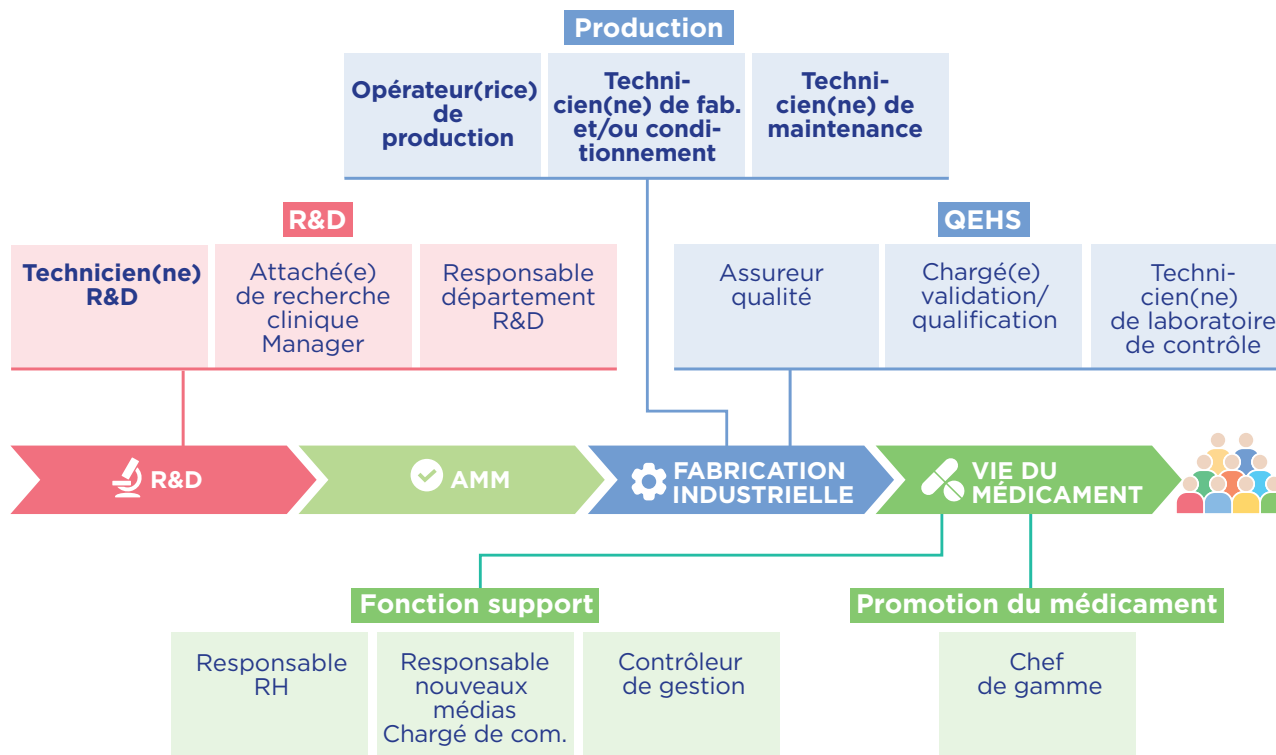 Production
Opérateur(rice)
de
production
Techni-
cien(ne) de fab.
et/ou condi-
tionnement
Techni-
cien(ne) de
maintenance
R&D
Technicien(ne)
R&D
Attaché(e)
de recherche
clinique
Manager
Responsable
département
R&D
QEHS
Assureur
qualité
Chargé(e)
validation/
qualification
Techni-
cien(ne)
de laboratoire
de contrôle
R&D
AMM
FABRICATION
INDUSTRIELLE
VIE DU
MÉDICAMENT
Fonction support
Responsable
RH
Responsable
nouveaux
médias
Chargé de com.
Contrôleur
de gestion
Promotion du médicament
Chef
de gamme